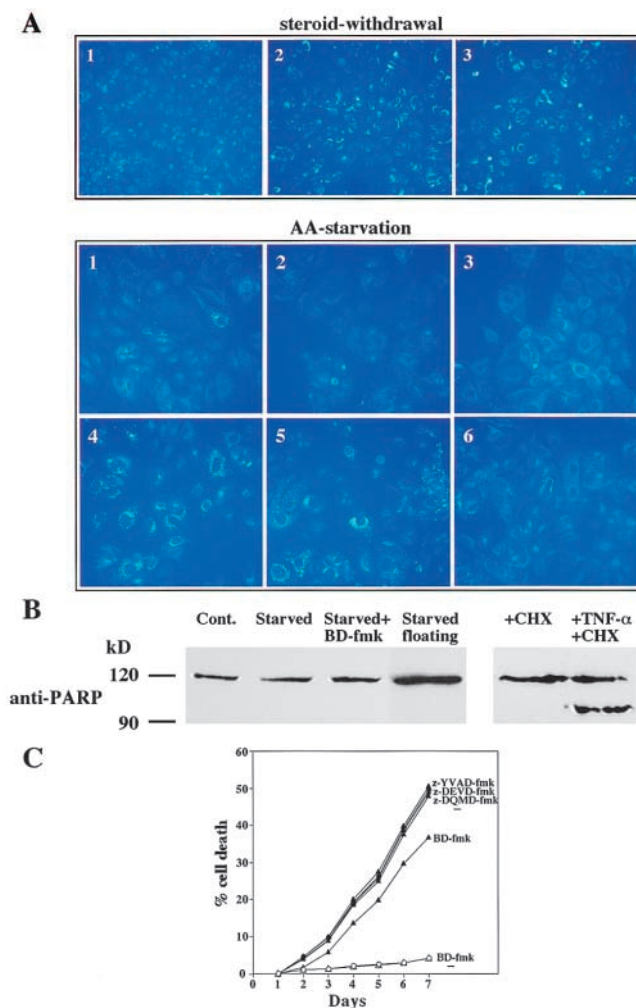 A
steroid-withdrawal
1 2 3
AA-starvation
1 2 3
4 5 6
B
Cont. Starved Starved+ BD-fmk Starved floating +CHX +TNF-α +CHX
kD
120
anti-PARP
90
C
60
50
40
30
20
10
0
% cell death
z-YVAD-fmk
z-DEVD-fmk
z-DQMD-fmk
–
BD-fmk
BD-fmk
–
0 1 2 3 4 5 6 7
Days